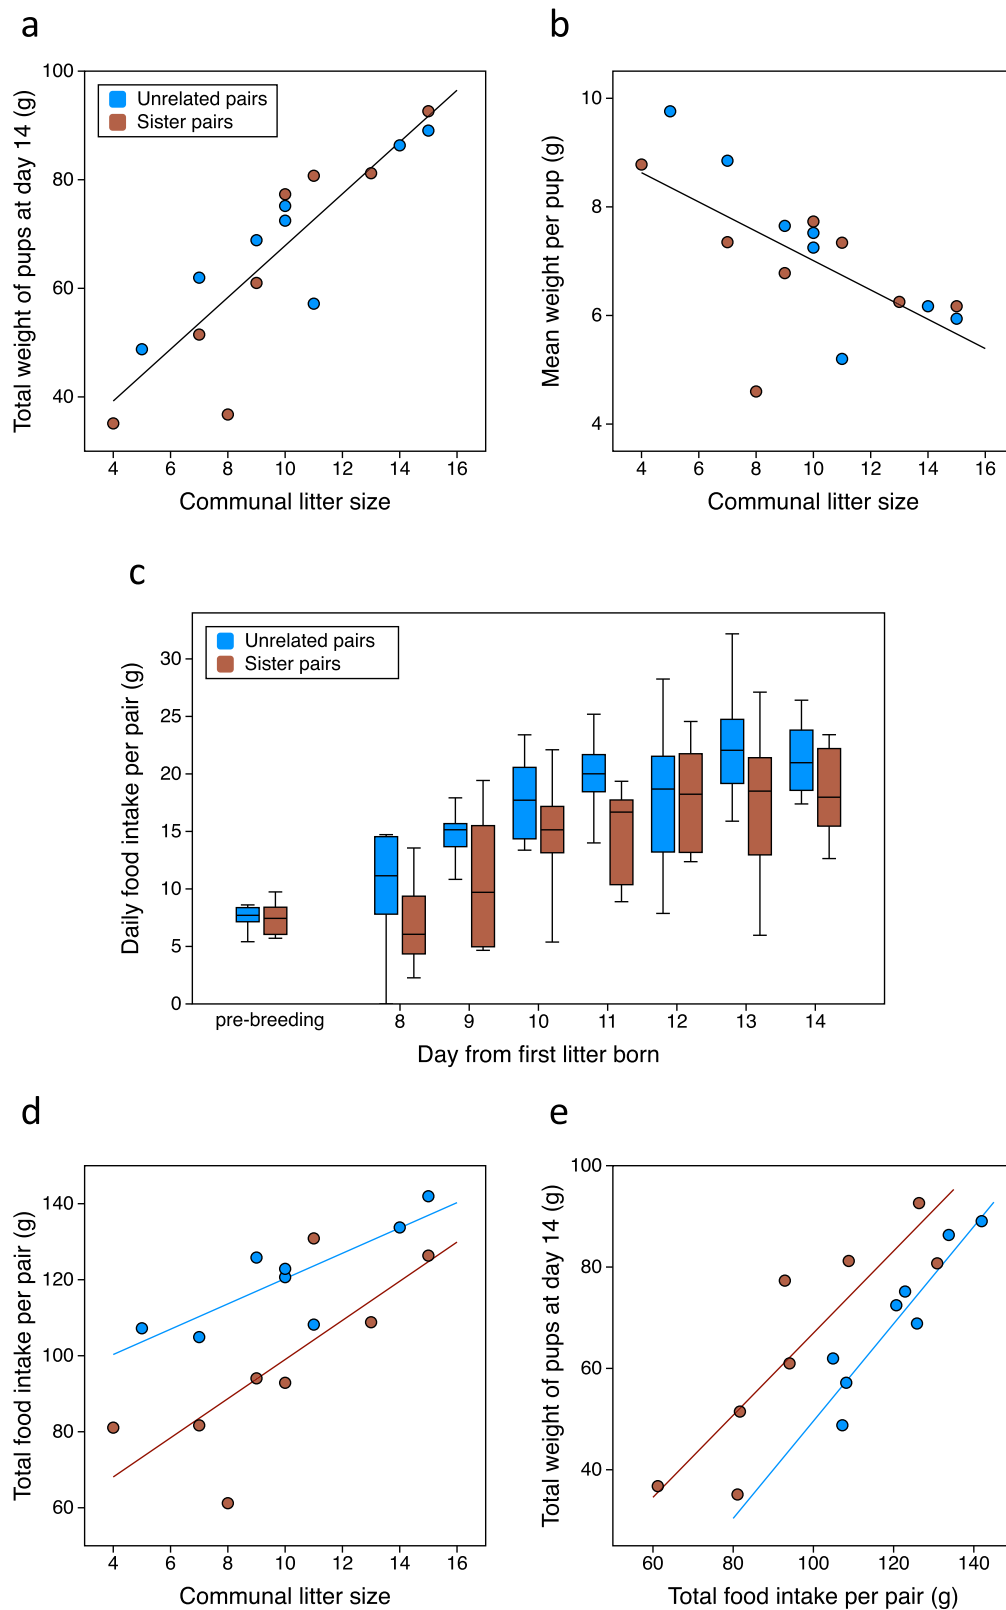 a
Total weight of pups at day 14 (g)
100
80
60
40
Unrelated pairs
Sister pairs
4 6 8 10 12 14 16
Communal litter size
b
Mean weight per pup (g)
10
8
6
4
4 6 8 10 12 14 16
Communal litter size
c
Daily food intake per pair (g)
30
25
20
15
10
5
0
Unrelated pairs
Sister pairs
pre-breeding 8 9 10 11 12 13 14
Day from first litter born
d
Total food intake per pair (g)
140
120
100
80
60
4 6 8 10 12 14 16
Communal litter size
e
Total weight of pups at day 14 (g)
100
80
60
40
60 80 100 120 140
Total food intake per pair (g)